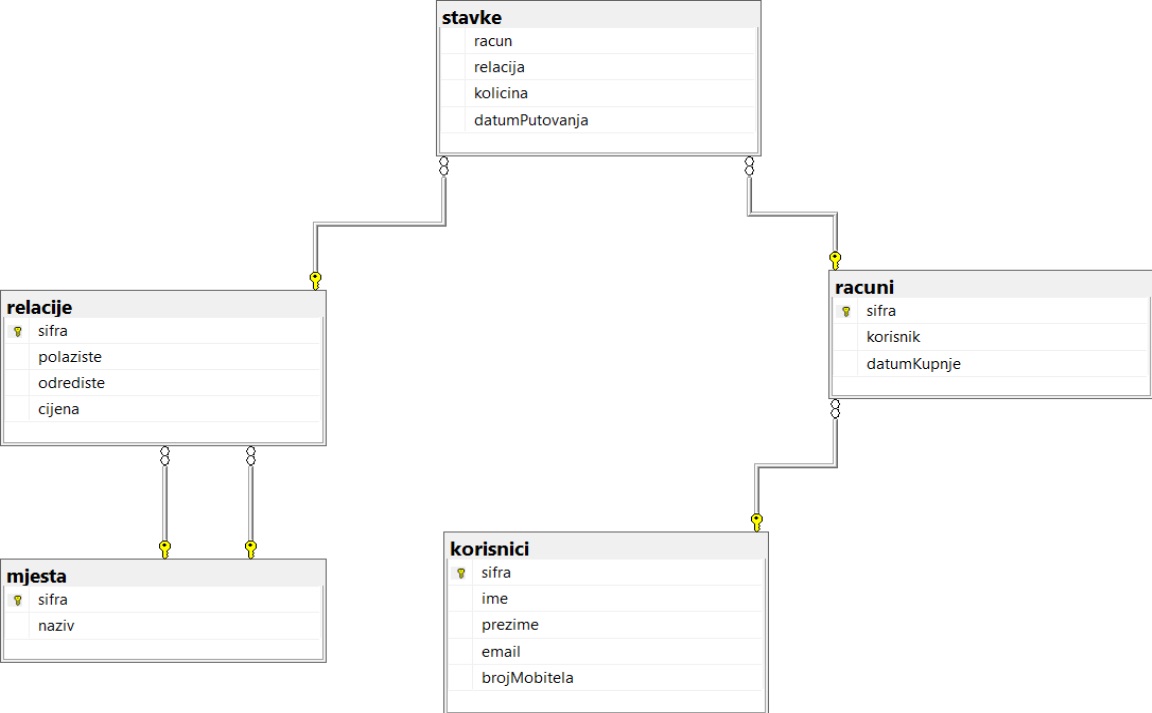 stavke
racun
relacija
kolicina
datumPutovanja
relacije
sifra
polaziste
odrediste
cijena
racuni
sifra
korisnik
datumKupnje
mjesta
sifra
naziv
korisnici
sifra
ime
prezime
email
brojMobitela